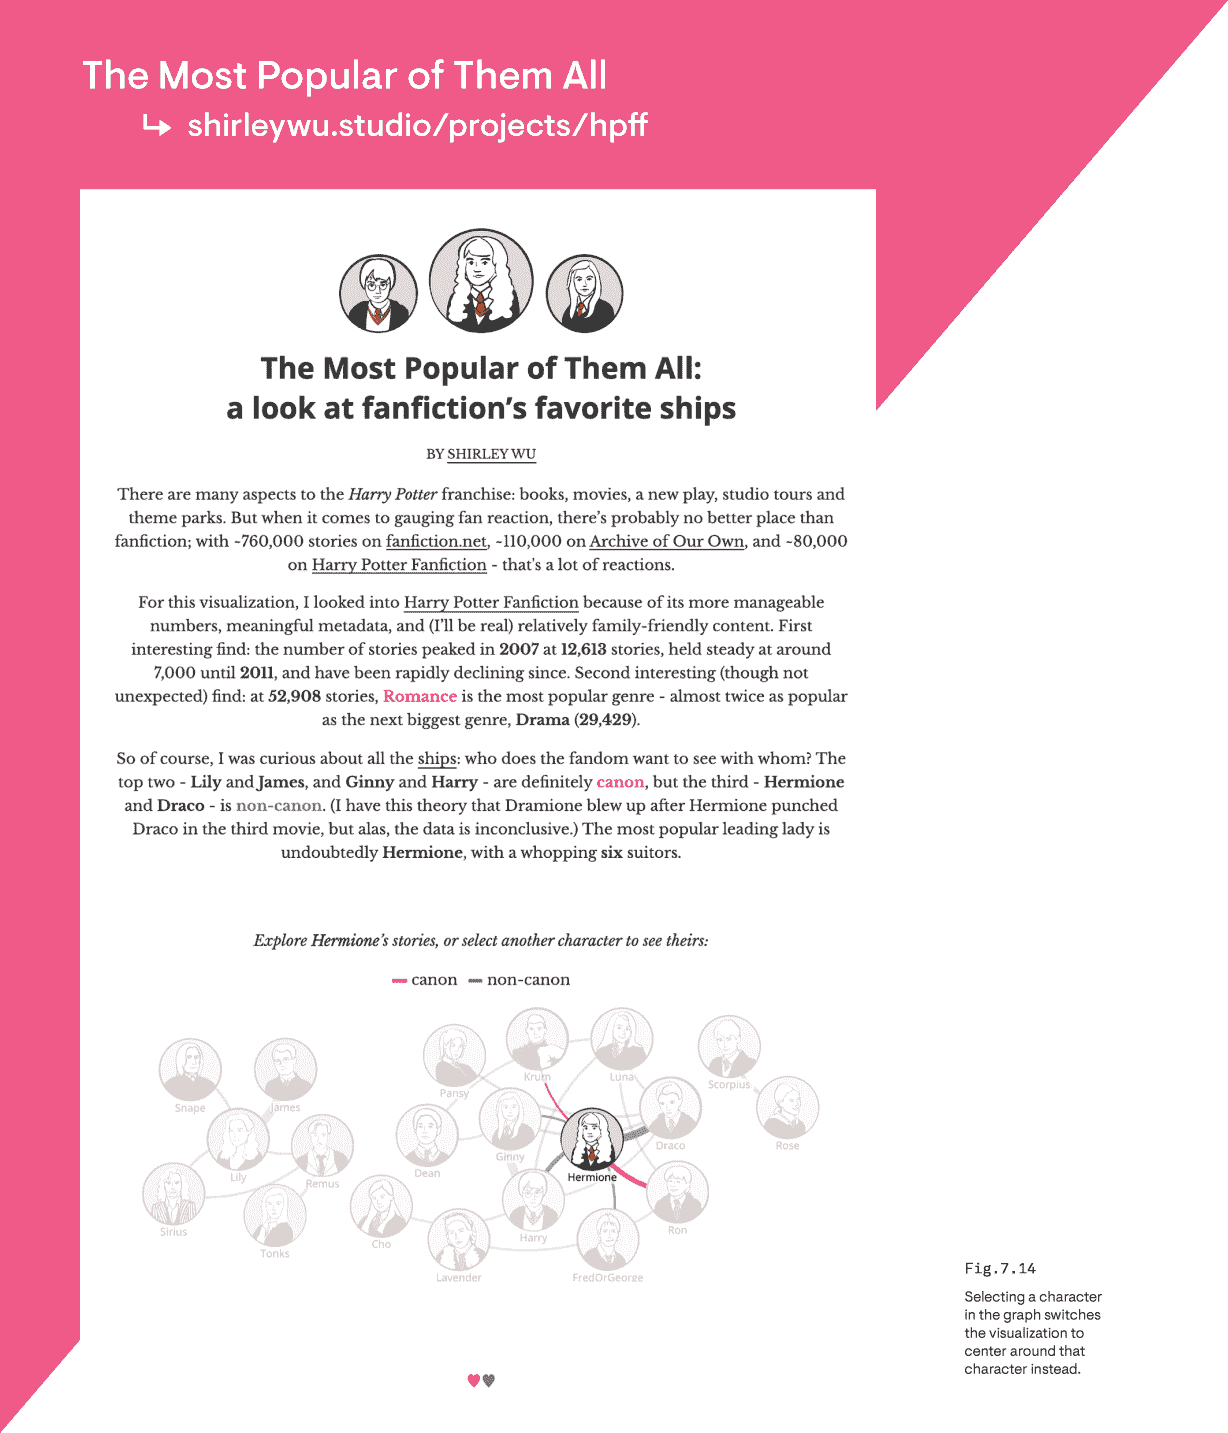 The Most Popular of Them All
↳ shirleywu.studio/projects/hpff
The Most Popular of Them All:
a look at fanfiction's favorite ships
BY SHIRLEY WU
There are many aspects to the Harry Potter franchise: books, movies, a new play, studio tours and
theme parks. But when it comes to gauging fan reaction, there's probably no better place than
fanfiction; with ~760,000 stories on fanfiction.net, ~110,000 on Archive of Our Own, and ~80,000
on Harry Potter Fanfiction - that's a lot of reactions.
For this visualization, I looked into Harry Potter Fanfiction because of its more manageable
numbers, meaningful metadata, and (I'll be real) relatively family-friendly content. First
interesting find: the number of stories peaked in 2007 at 12,613 stories, held steady at around
7,000 until 2011, and have been rapidly declining since. Second interesting (though not
unexpected) find: at 52,908 stories, Romance is the most popular genre - almost twice as popular
as the next biggest genre, Drama (29,429).
So of course, I was curious about all the ships: who does the fandom want to see with whom? The
top two - Lily and James, and Ginny and Harry - are definitely canon, but the third - Hermione
and Draco - is non-canon. (I have this theory that Dramione blew up after Hermione punched
Draco in the third movie, but alas, the data is inconclusive.) The most popular leading lady is
undoubtedly Hermione, with a whopping six suitors.
Explore Hermione's stories, or select another character to see theirs:
canon non-canon
Krum
Luna
Scorpius
Pansy
Snape
James
Draco
Rose
Ginny
Dean
Hermione
Lily
Remus
Ron
Sirius
Harry
Cho
Tonks
Lavender
FredOrGeorge
Fig.7.14
Selecting a character
in the graph switches
the visualization to
center around that
character instead.